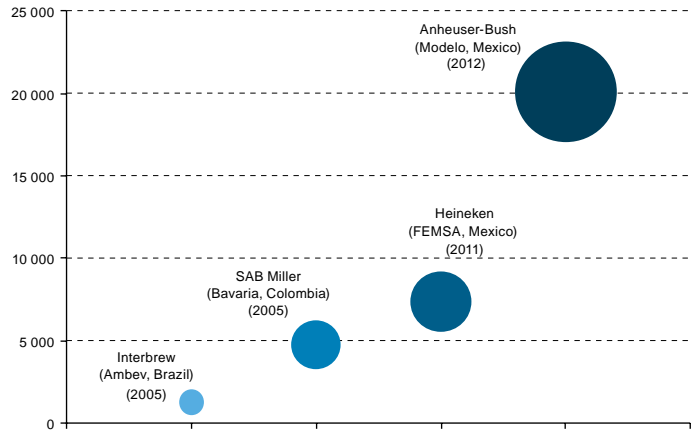 25 000
Anheuser-Bush
(Modelo, Mexico)
(2012)
20 000
15 000
Heineken
(FEMSA, Mexico)
(2011)
10 000
SAB Miller
(Bavaria, Colombia)
(2005)
5 000
Interbrew
(Ambev, Brazil)
(2005)
0